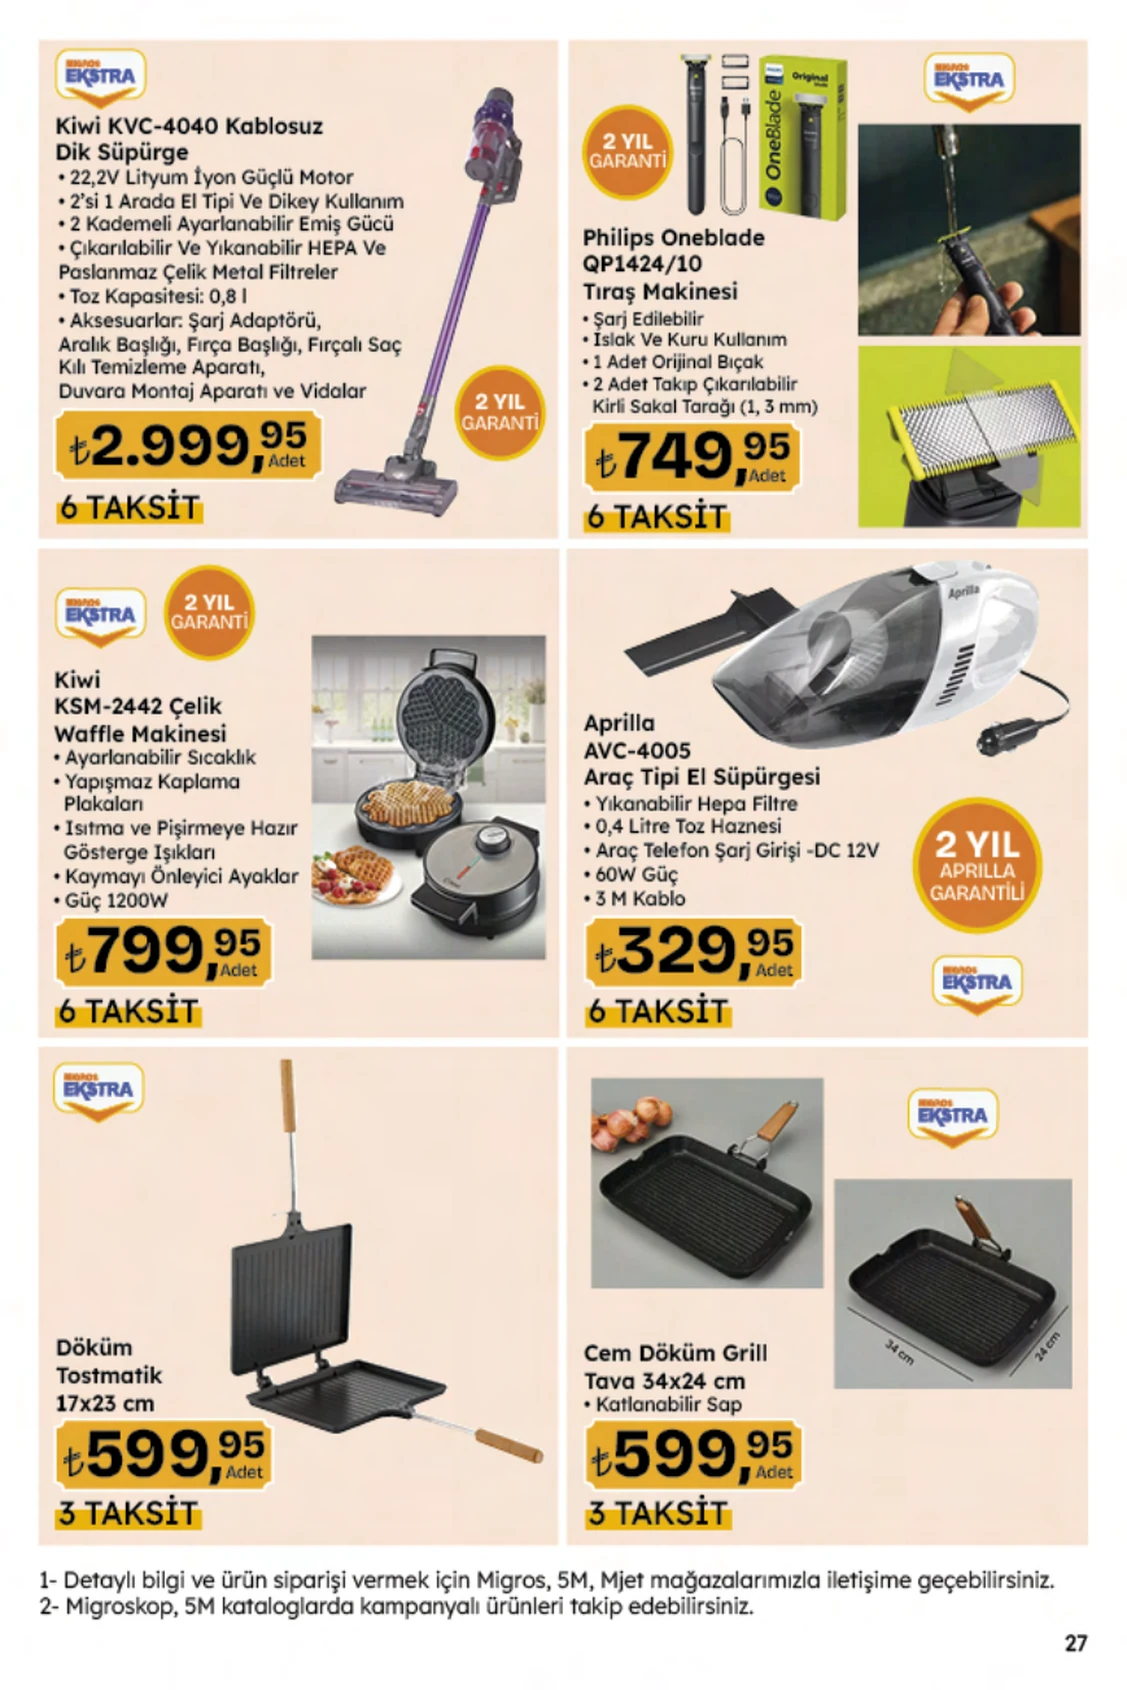 MIGROS
EKSTRA
Kiwi KVC-4040 Kablosuz
Dik Süpürge
• 22,2V Lityum İyon Güçlü Motor
• 2'si 1 Arada El Tipi Ve Dikey Kullanım
• 2 Kademeli Ayarlanabilir Emiş Gücü
• Çıkarılabilir Ve Yıkanabilir HEPA Ve
Paslanmaz Çelik Metal Filtreler
• Toz Kapasitesi: 0,8 l
• Aksesuarlar: Şarj Adaptörü,
Aralık Başlığı, Fırça Başlığı, Fırçalı Saç
Kılı Temizleme Aparatı,
Duvara Montaj Aparatı ve Vidalar
2 YIL
GARANTİ
₺2.999,95
Adet
6 TAKSİT
MIGROS
EKSTRA
2 YIL
GARANTİ
PHILIPS
Original
blade
OneBlade
Philips Oneblade
QP1424/10
Tıraş Makinesi
• Şarj Edilebilir
• Islak Ve Kuru Kullanım
• 1 Adet Orijinal Bıçak
• 2 Adet Takıp Çıkarılabilir
Kirli Sakal Tarağı (1, 3 mm)
₺749,95
Adet
6 TAKSİT
MIGROS
EKSTRA
2 YIL
GARANTİ
Kiwi
KSM-2442 Çelik
Waffle Makinesi
• Ayarlanabilir Sıcaklık
• Yapışmaz Kaplama
Plakaları
• Isıtma ve Pişirmeye Hazır
Gösterge Işıkları
• Kaymayı Önleyici Ayaklar
• Güç 1200W
₺799,95
Adet
6 TAKSİT
Aprilla
Aprilla
AVC-4005
Araç Tipi El Süpürgesi
• Yıkanabilir Hepa Filtre
• 0,4 Litre Toz Haznesi
• Araç Telefon Şarj Girişi -DC 12V
• 60W Güç
• 3 M Kablo
2 YIL
APRILLA
GARANTİLİ
₺329,95
Adet
6 TAKSİT
MIGROS
EKSTRA
MIGROS
EKSTRA
Döküm
Tostmatik
17x23 cm
₺599,95
Adet
3 TAKSİT
MIGROS
EKSTRA
34 cm
24 cm
Cem Döküm Grill
Tava 34x24 cm
• Katlanabilir Sap
₺599,95
Adet
3 TAKSİT
1- Detaylı bilgi ve ürün siparişi vermek için Migros, 5M, Mjet mağazalarımızla iletişime geçebilirsiniz.
2- Migroskop, 5M kataloglarda kampanyalı ürünleri takip edebilirsiniz.
27